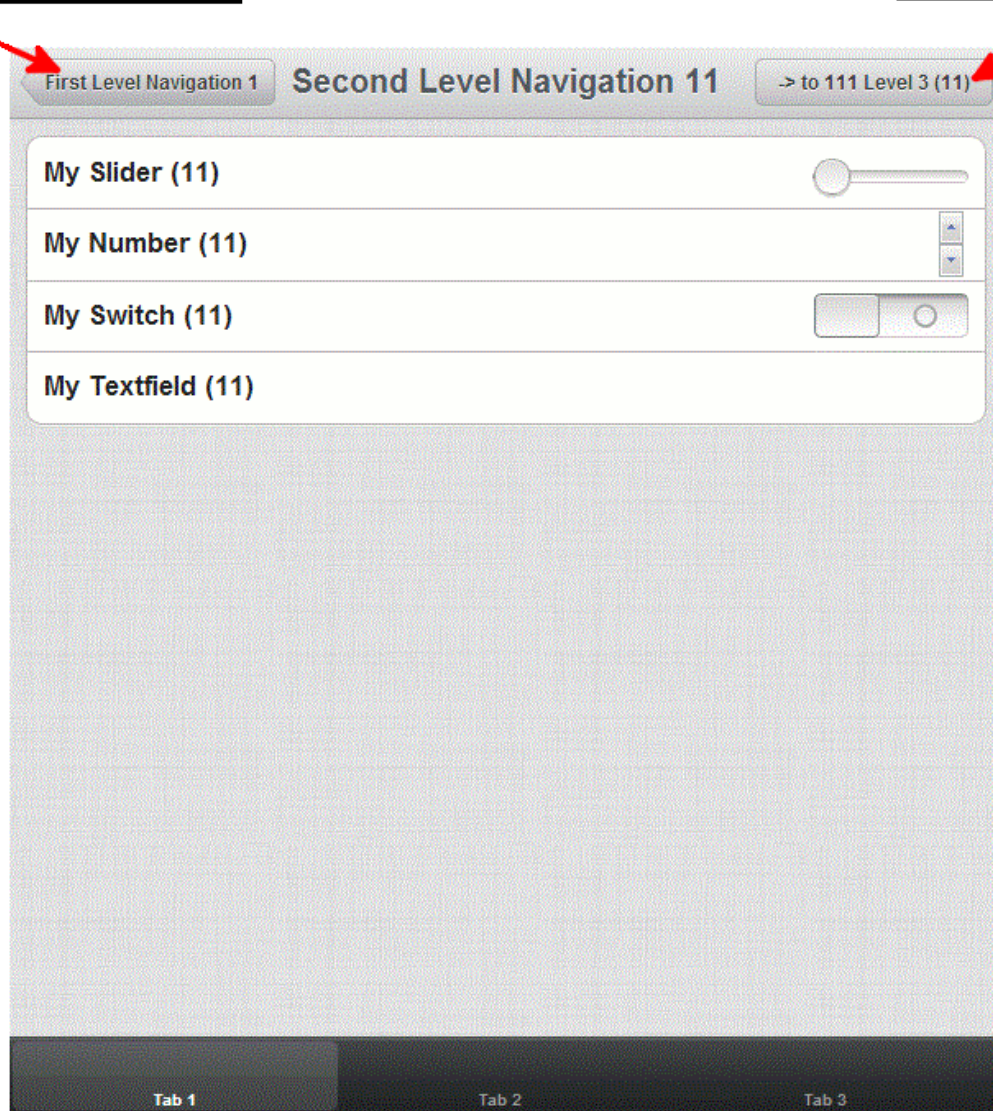 First Level Navigation 1 Second Level Navigation 11 -> to 111 Level 3 (11)
My Slider (11)
My Number (11)
My Switch (11)
My Textfield (11)
Tab 1 Tab 2 Tab 3